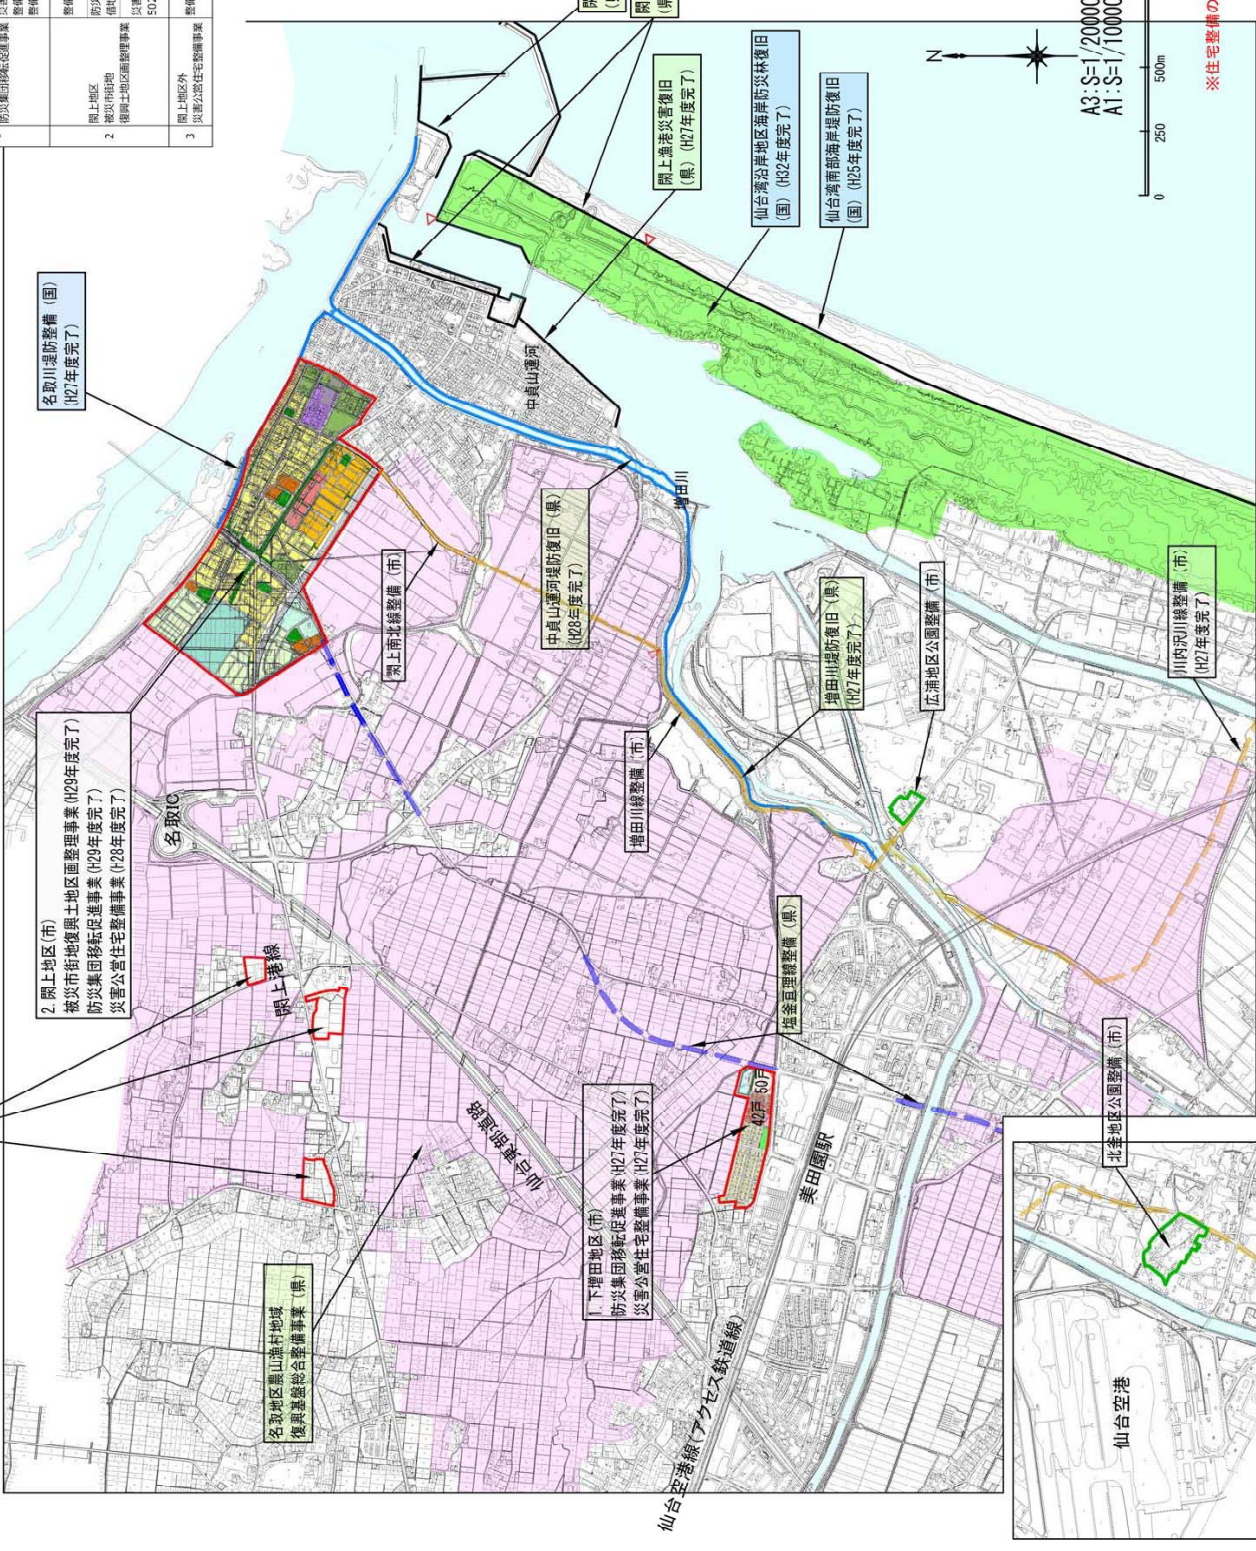 防災集団移転促進事業
2
閖上地区
被災市街地
復興土地区画整理事業
3
閖上地区外
災害公営住宅整備事業
名取川堤防整備（国）
(H27年度完了)
2. 閖上地区(市)
被災市街地復興土地区画整理事業(H29年度完了)
防災集団移転促進事業(H29年度完了)
災害公営住宅整備事業(H28年度完了)
名取IC
閖上港線
閖上南北線整備（市）
中貞山運河
中貞山運河堤防復旧（県）
(H28年度完了)
増田川
閖上漁港災害復旧
（県）(H27年度完了)
仙台湾沿岸地区海岸防災林復旧
（国）(H32年度完了)
仙台湾南部海岸堤防復旧
（国）(H25年度完了)
N
A3:S=1/20000
A1:S=1/10000
0 250 500m
増田川線整備（市）
増田川堤防復旧（県）
(H27年度完了)
広浦地区公園整備（市）
川内沢川線整備（市）
(H27年度完了)
塩釜亘理線整備（県）
仙台東部道路
名取地区農山漁村地域
復興基盤総合整備事業（県）
1. 下増田地区(市)
防災集団移転促進事業(H27年度完了)
災害公営住宅整備事業(H27年度完了)
42戸 50戸
美田園駅
仙台空港線（アクセス鉄道線）
北釜地区公園整備（市）
仙台空港
※住宅整備の